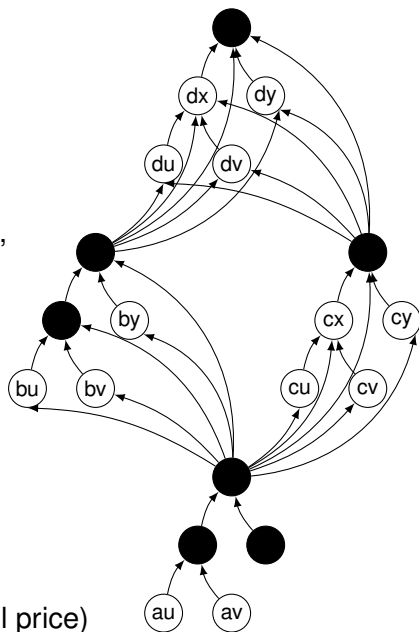 dx dy
du dv
,
by
cx cy
bu bv
cu cv
au av
l price)